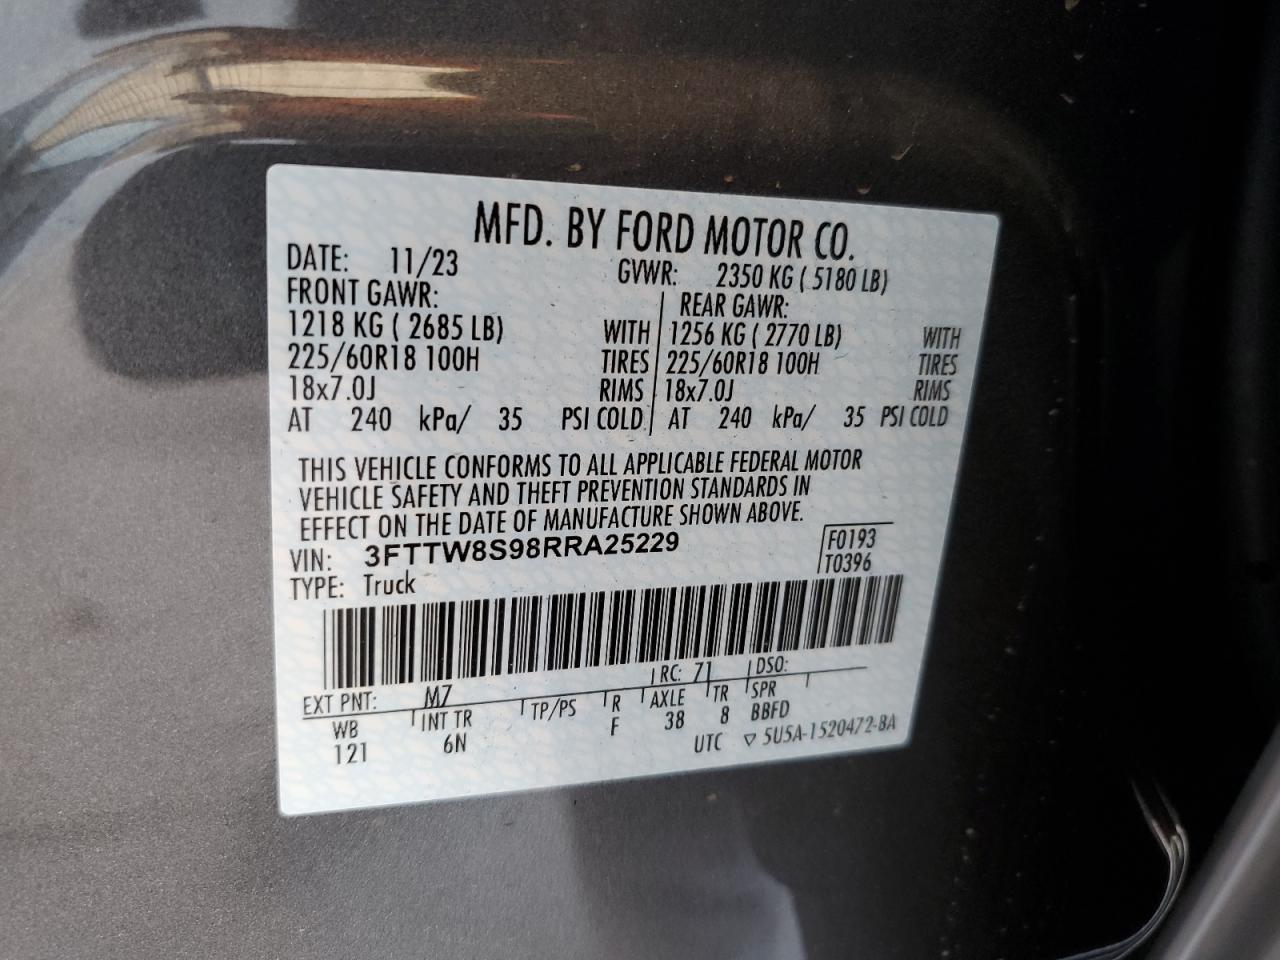 MFD. BY FORD MOTOR CO.
DATE: 11/23 GVWR: 2350 KG ( 5180 LB)
FRONT GAWR: REAR GAWR:
1218 KG ( 2685 LB) WITH 1256 KG ( 2770 LB) WITH
225/60R18 100H TIRES 225/60R18 100H TIRES
18x7.0J RIMS 18x7.0J RIMS
AT 240 kPa/ 35 PSI COLD AT 240 kPa/ 35 PSI COLD
THIS VEHICLE CONFORMS TO ALL APPLICABLE FEDERAL MOTOR
VEHICLE SAFETY AND THEFT PREVENTION STANDARDS IN
EFFECT ON THE DATE OF MANUFACTURE SHOWN ABOVE.
VIN: 3FTTW8S98RRA25229 F0193
TYPE: Truck T0396
EXT PNT: M7 RC: 71 DSO:
WB INT TR TP/PS R AXLE TR SPR
121 6N F 38 8 BBFD
UTC ▽ 5U5A-1520472-BA